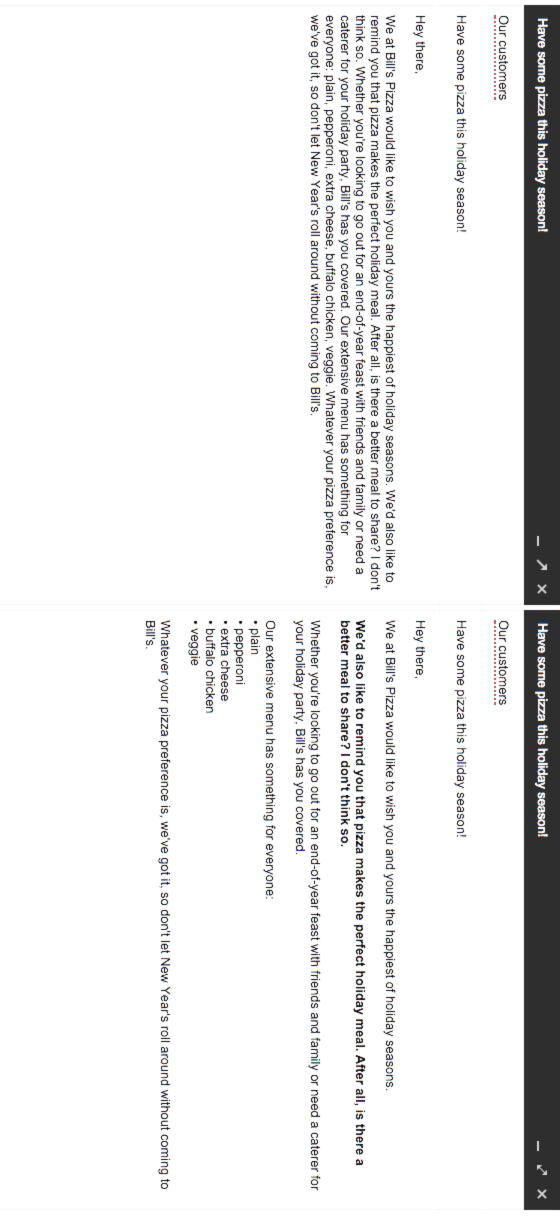 Have some pizza this holiday season!
Our customers
Have some pizza this holiday season!
Hey there,
We at Bill's Pizza would like to wish you and yours the happiest of holiday seasons. We'd also like to
remind you that pizza makes the perfect holiday meal. After all, is there a better meal to share? I don't
think so. Whether you're looking to go out for an end-of-year feast with friends and family or need a
caterer for your holiday party, Bill's has you covered. Our extensive menu has something for
everyone: plain, pepperoni, extra cheese, buffalo chicken, veggie. Whatever your pizza preference is,
we've got it, so don't let New Year's roll around without coming to Bill's.
Have some pizza this holiday season!
Our customers
Have some pizza this holiday season!
Hey there,
We at Bill's Pizza would like to wish you and yours the happiest of holiday seasons.
We'd also like to remind you that pizza makes the perfect holiday meal. After all, is there a
better meal to share? I don't think so.
Whether you're looking to go out for an end-of-year feast with friends and family or need a caterer for
your holiday party, Bill's has you covered.
Our extensive menu has something for everyone:
• plain
• pepperoni
• extra cheese
• buffalo chicken
• veggie
Whatever your pizza preference is, we've got it, so don't let New Year's roll around without coming to
Bill's.